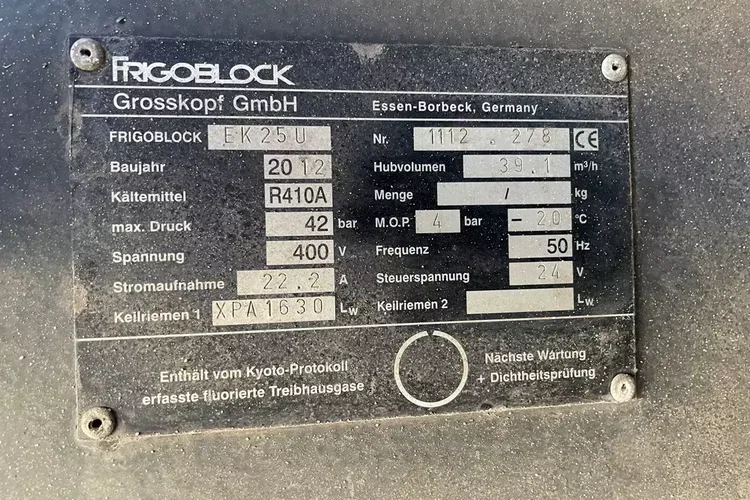 FRIGOBLOCK
Grosskopf GmbH Essen-Borbeck, Germany
FRIGOBLOCK EK25U Nr. 1112.278 CE
Baujahr 2012 Hubvolumen 39.1 m³/h
Kältemittel R410A Menge / kg
max. Druck 42 bar M.O.P. 4 bar -20 °C
Spannung 400 V Frequenz 50 Hz
Stromaufnahme 22.2 A Steuerspannung 24 V
Keilriemen 1 XPA1630 Lw Keilriemen 2 Lw
Enthält vom Kyoto-Protokoll
erfasste fluorierte Treibhausgase
Nächste Wartung
+ Dichtheitsprüfung